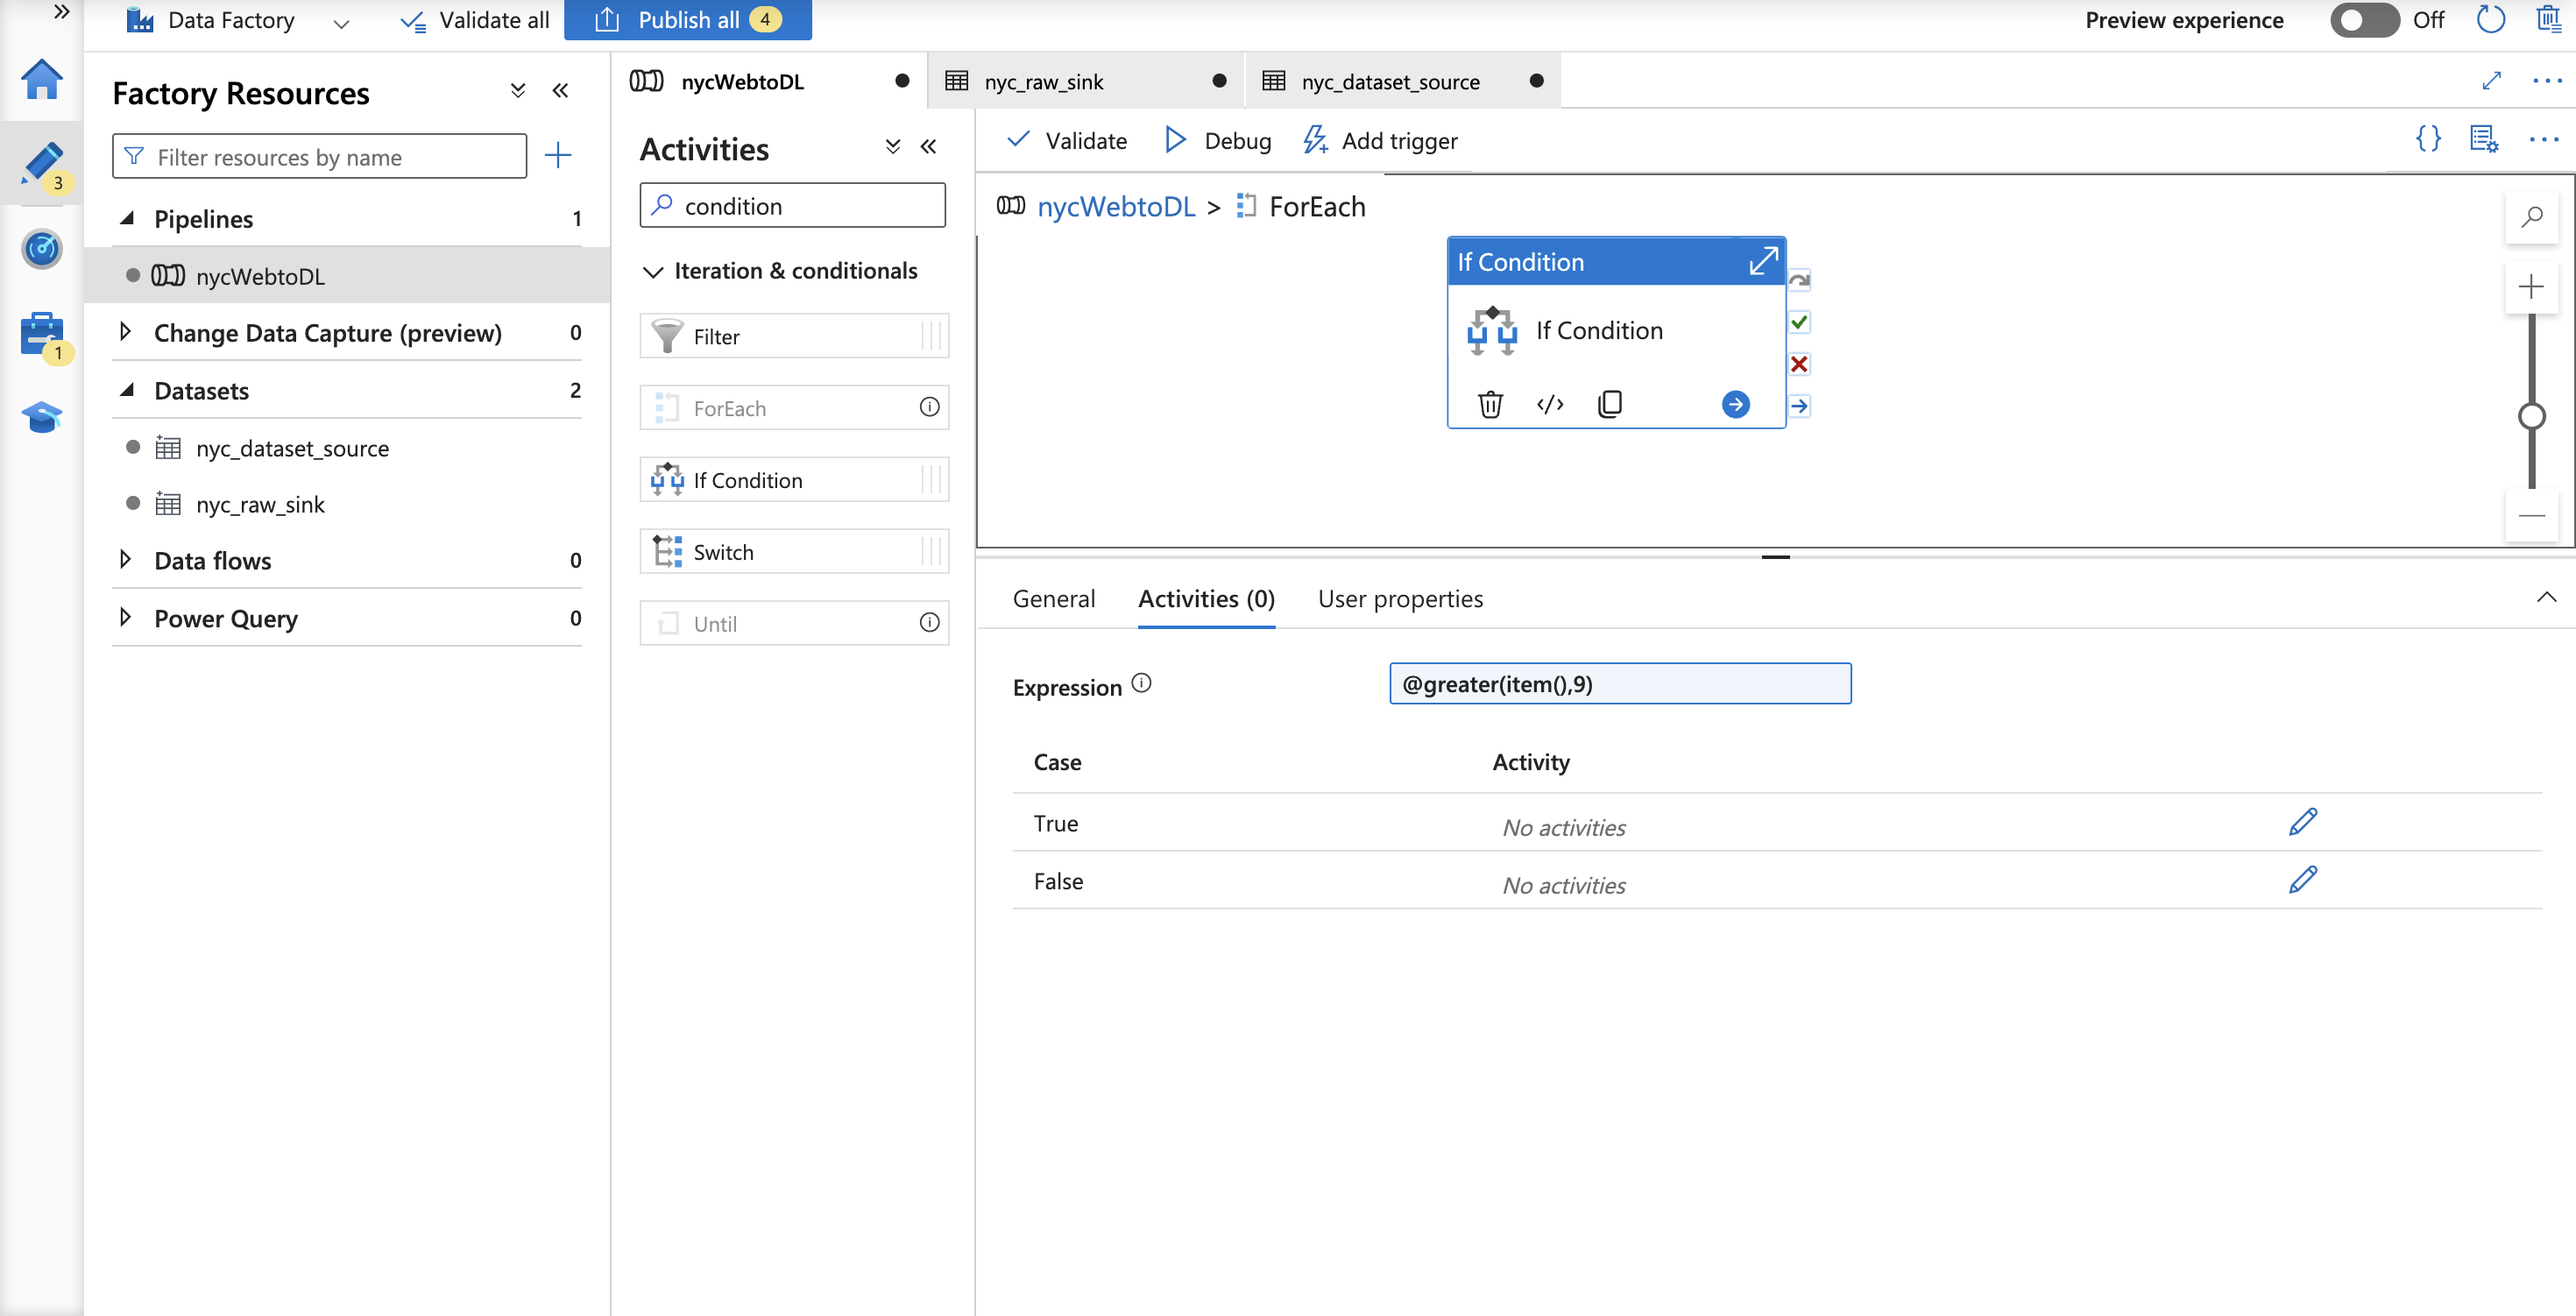 Data Factory
Validate all
Publish all 4
Preview experience
Off
3
1
Factory Resources
Filter resources by name
Pipelines 1
nycWebtoDL
Change Data Capture (preview) 0
Datasets 2
nyc_dataset_source
nyc_raw_sink
Data flows 0
Power Query 0
nycWebtoDL
nyc_raw_sink
nyc_dataset_source
Activities
condition
Iteration & conditionals
Filter
ForEach
If Condition
Switch
Until
Validate
Debug
Add trigger
nycWebtoDL > ForEach
If Condition
If Condition
General
Activities (0)
User properties
Expression
@greater(item(),9)
Case Activity
True No activities
False No activities